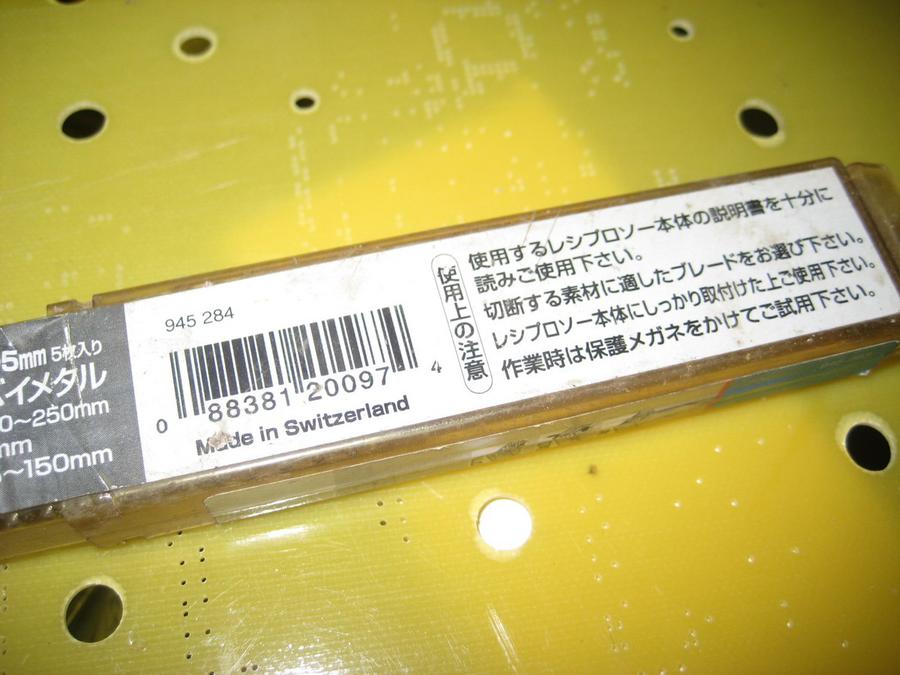 5mm 5枚入り
バイメタル
0～250mm
mm
～150mm
945 284
0 88381 20097 4
Made in Switzerland
使用上の注意
使用するレシプロソー本体の説明書を十分に
読みご使用下さい。
切断する素材に適したブレードをお選び下さい。
レシプロソー本体にしっかり取付けた上ご使用下さい。
作業時は保護メガネをかけてご試用下さい。